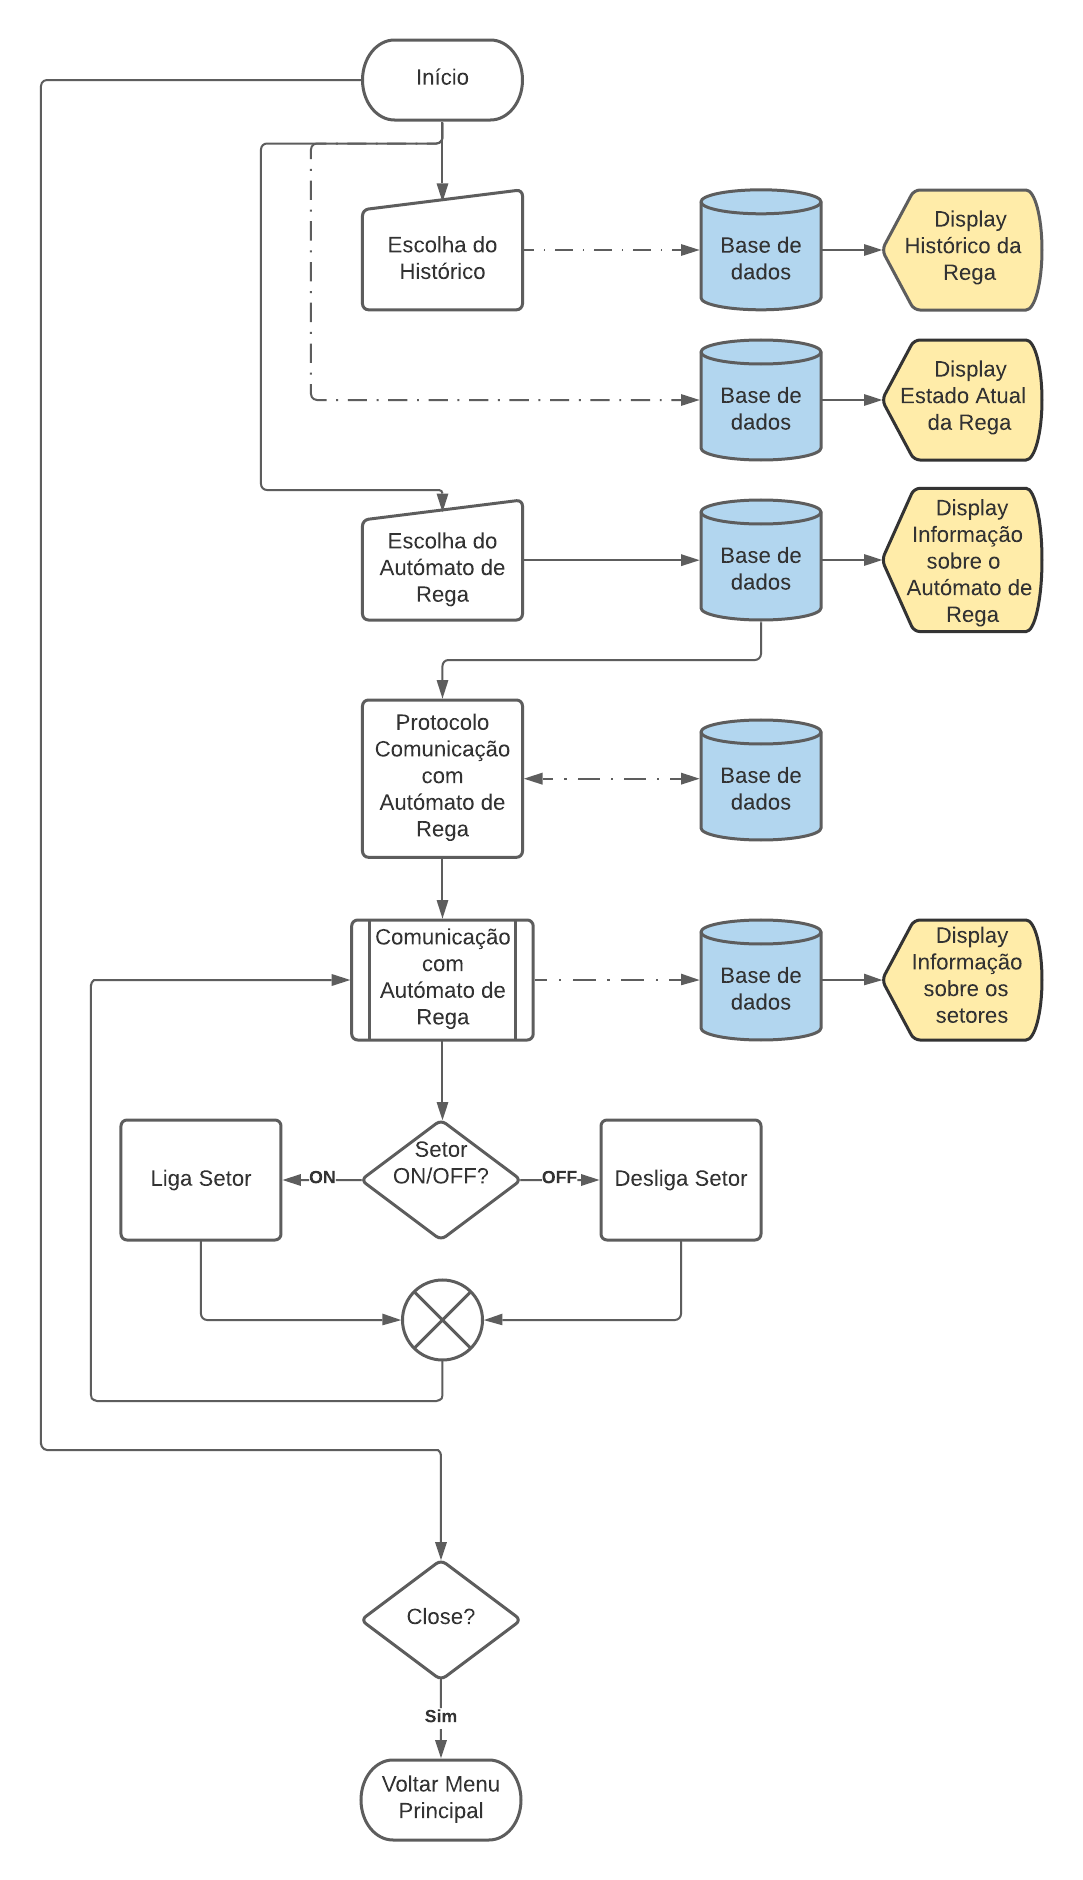 Início
Escolha do
Histórico
Base de
dados
Display
Histórico da
Rega
Base de
dados
Display
Estado Atual
da Rega
Escolha do
Autómato de
Rega
Base de
dados
Display
Informação
sobre o
Autómato de
Rega
Protocolo
Comunicação
com
Autómato de
Rega
Base de
dados
Comunicação
com
Autómato de
Rega
Base de
dados
Display
Informação
sobre os
setores
Liga Setor
ON
Setor
ON/OFF?
OFF
Desliga Setor
Close?
Sim
Voltar Menu
Principal